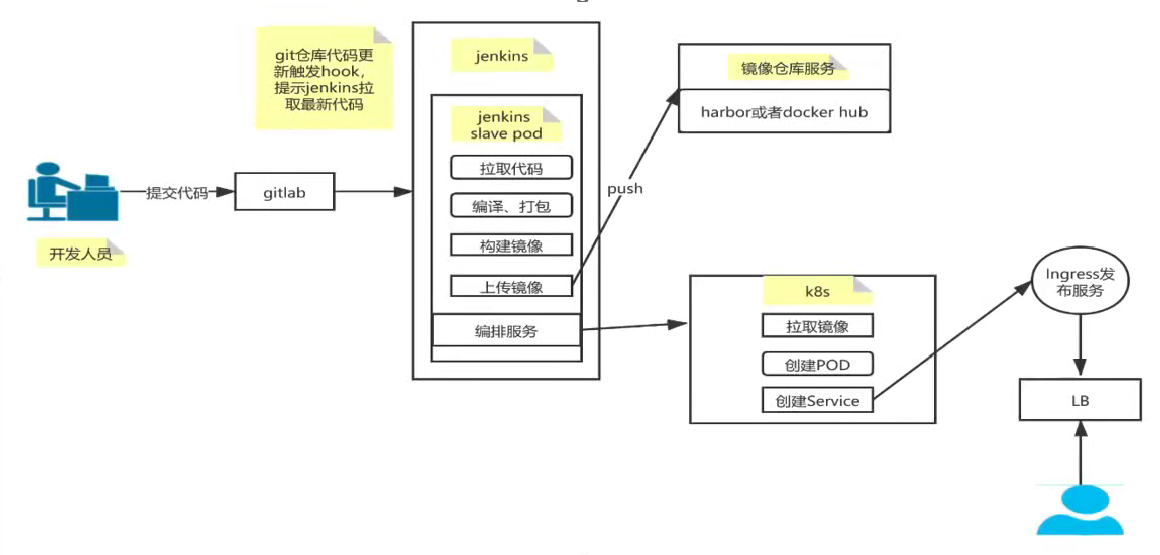 git仓库代码更
新触发hook，
提示jenkins拉
取最新代码
jenkins
jenkins
slave pod
拉取代码
编译、打包
构建镜像
上传镜像
编排服务
提交代码
gitlab
开发人员
push
镜像仓库服务
harbor或者docker hub
k8s
拉取镜像
创建POD
创建Service
Ingress发
布服务
LB